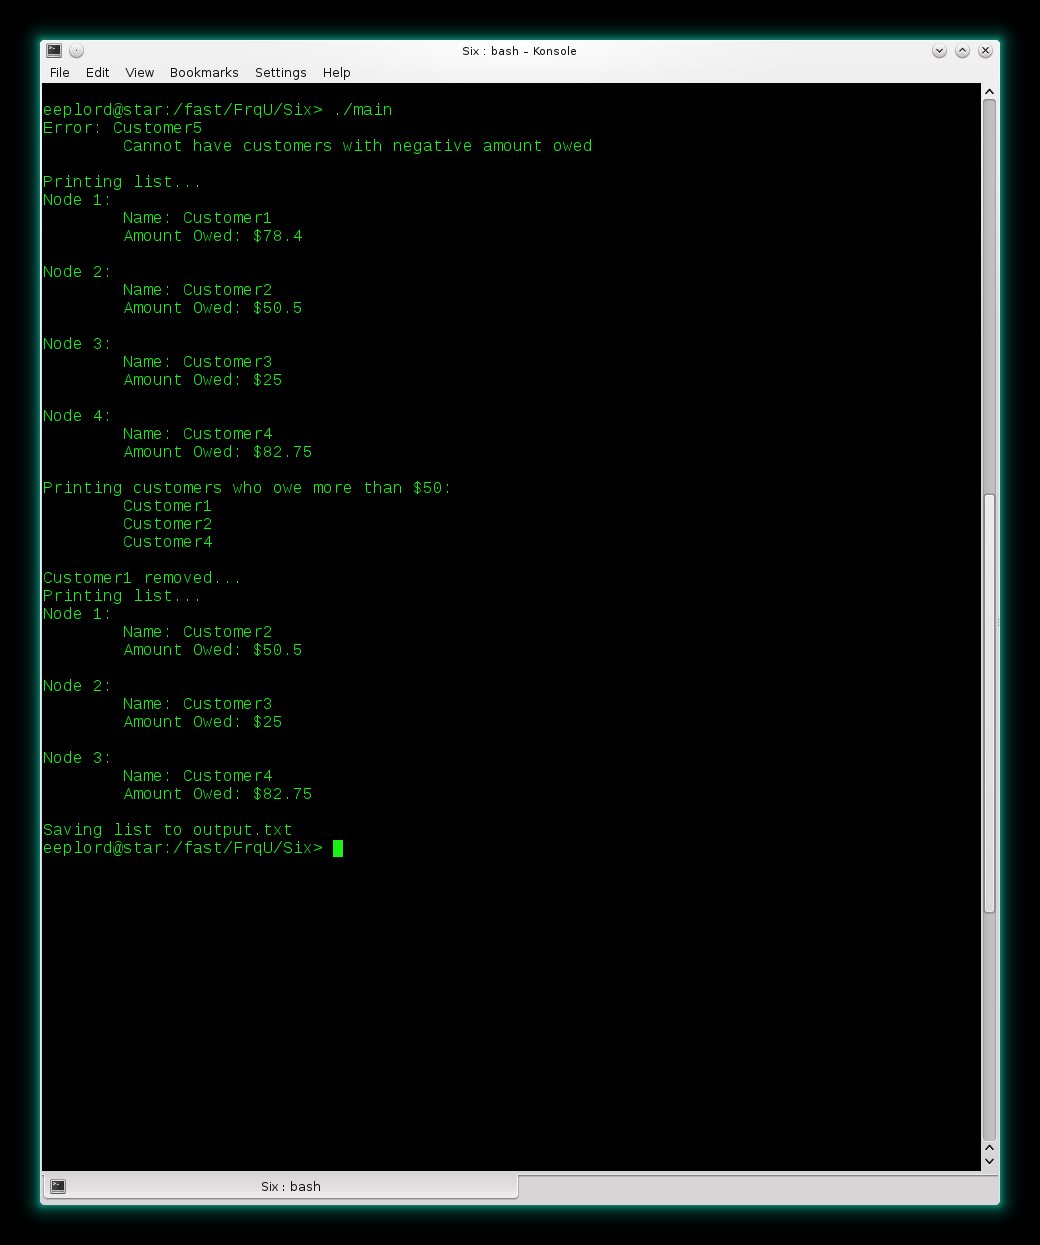 Six : bash – Konsole
File Edit View Bookmarks Settings Help
eeplord@star:/fast/FrqU/Six> ./main
Error: Customer5
Cannot have customers with negative amount owed
Printing list...
Node 1:
Name: Customer1
Amount Owed: $78.4
Node 2:
Name: Customer2
Amount Owed: $50.5
Node 3:
Name: Customer3
Amount Owed: $25
Node 4:
Name: Customer4
Amount Owed: $82.75
Printing customers who owe more than $50:
Customer1
Customer2
Customer4
Customer1 removed...
Printing list...
Node 1:
Name: Customer2
Amount Owed: $50.5
Node 2:
Name: Customer3
Amount Owed: $25
Node 3:
Name: Customer4
Amount Owed: $82.75
Saving list to output.txt
eeplord@star:/fast/FrqU/Six>
Six : bash